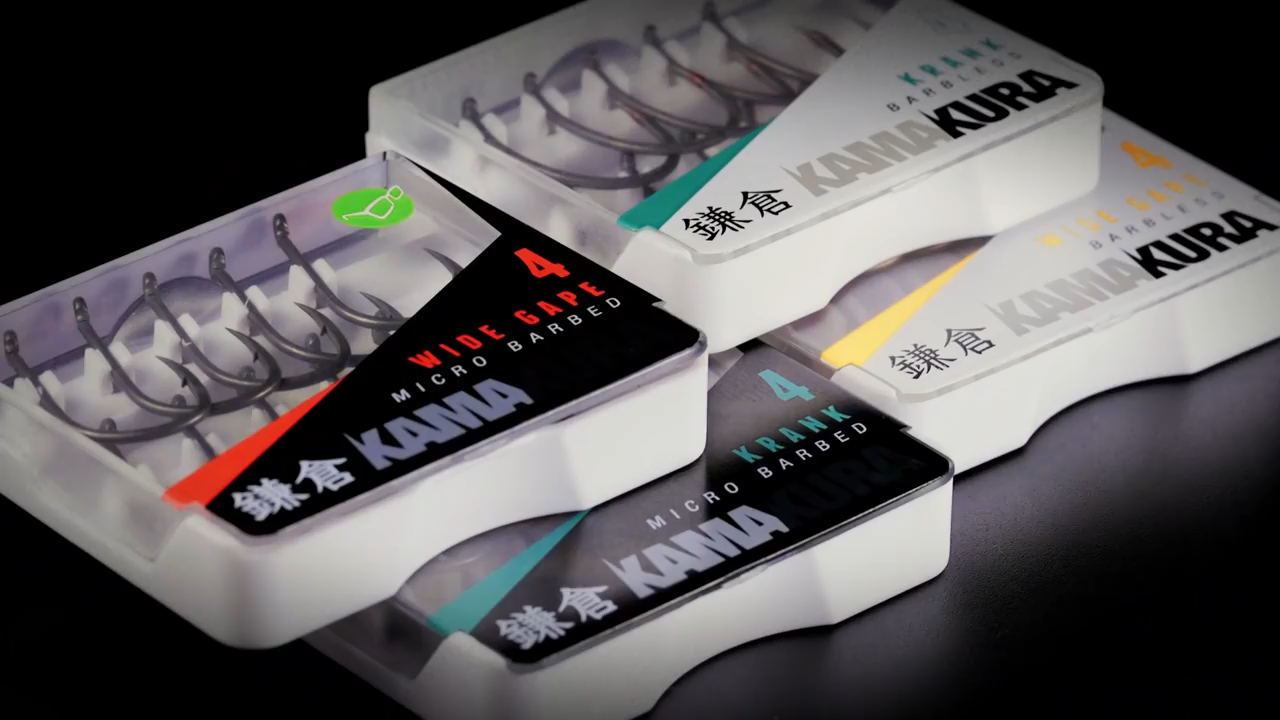 KRANK
BARBLESS
鎌倉 KAMAKURA
4
WIDE GAPE
BARBLESS
鎌倉 KAMAKURA
4
WIDE GAPE
MICRO BARBED
鎌倉 KAMAKURA
4
KRANK
MICRO BARBED
鎌倉 KAMAKURA